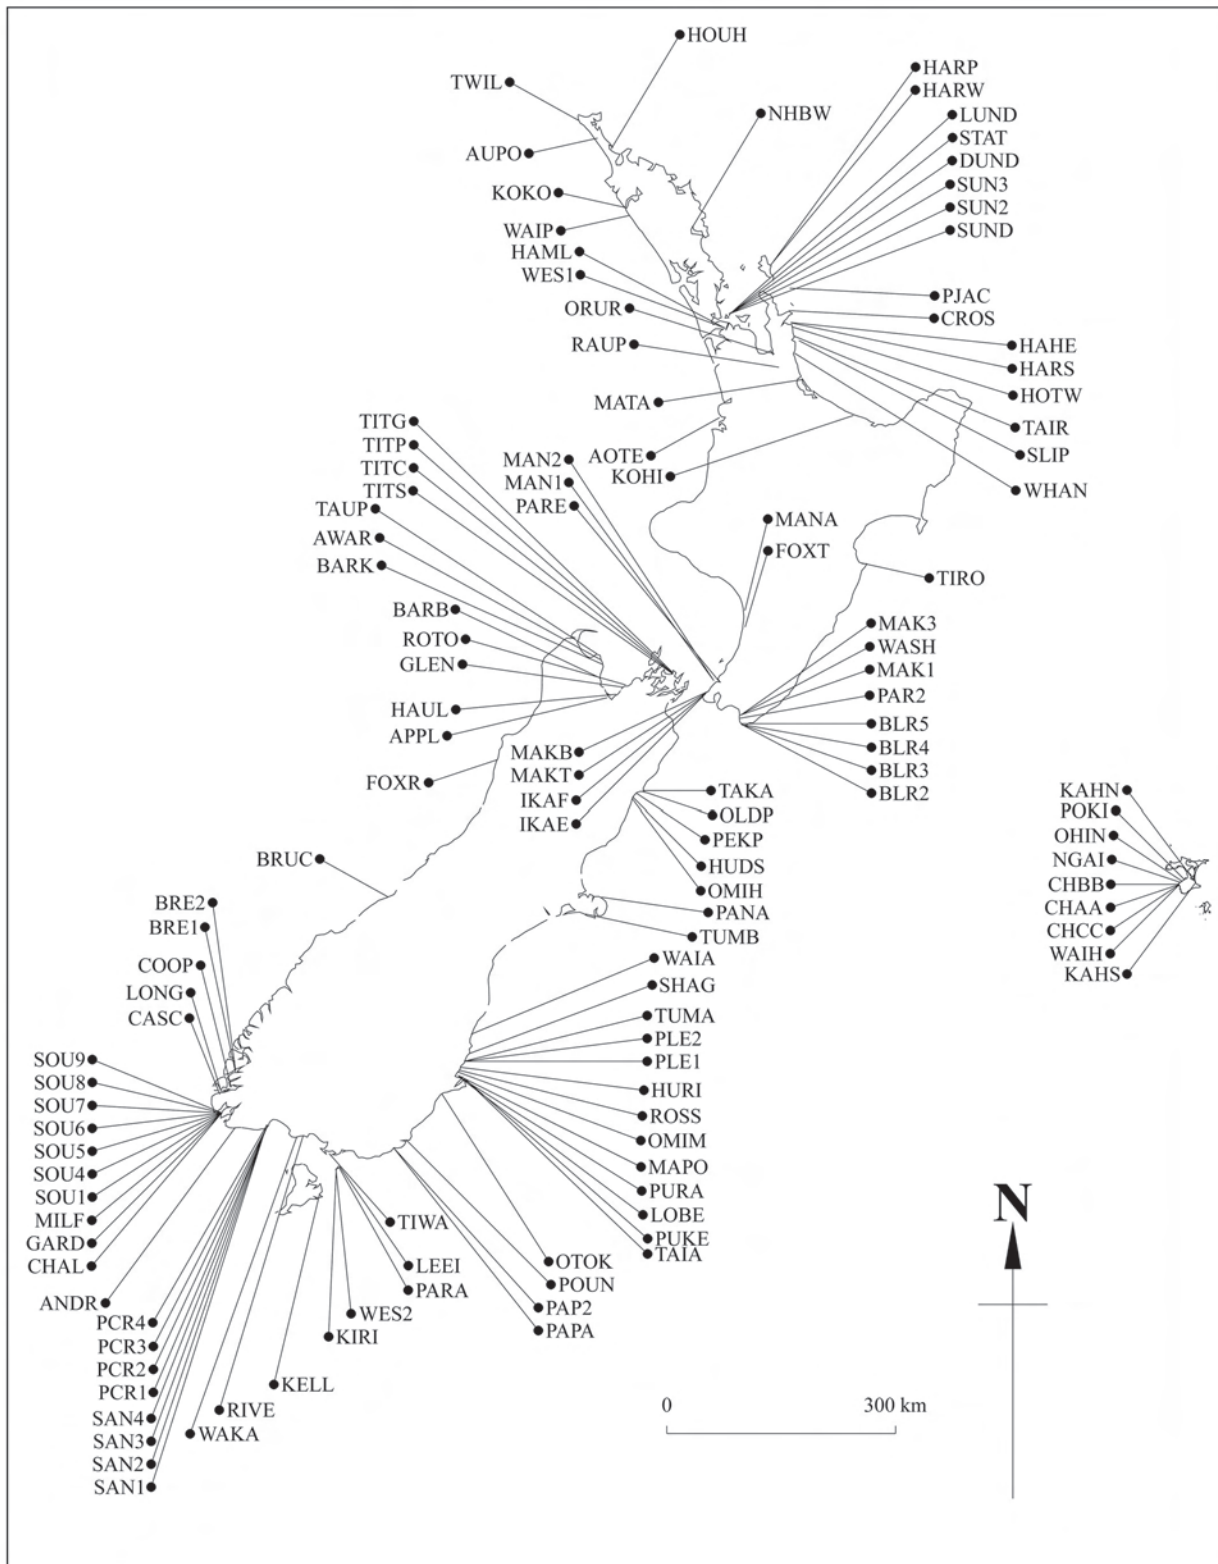 HOUH
TWIL
AUPO
KOKO
WAIP
HAML
WES1
ORUR
RAUP
MATA
AOTE
KOHI
NHBW
HARP
HARW
LUND
STAT
DUND
SUN3
SUN2
SUND
PJAC
CROS
HAHE
HARS
HOTW
TAIR
SLIP
WHAN
TITG
TITP
TITC
TITS
TAUP
AWAR
BARK
BARB
ROTO
GLEN
HAUL
APPL
FOXR
MAN2
MAN1
PARE
MANA
FOXT
TIRO
MAK3
WASH
MAK1
PAR2
BLR5
BLR4
BLR3
BLR2
MAKB
MAKT
IKAF
IKAE
TAKA
OLDP
PEKP
HUDS
OMIH
PANA
TUMB
KAHN
POKI
OHIN
NGAI
CHBB
CHAA
CHCC
WAIH
KAHS
BRUC
BRE2
BRE1
COOP
LONG
CASC
SOU9
SOU8
SOU7
SOU6
SOU5
SOU4
SOU1
MILF
GARD
CHAL
ANDR
PCR4
PCR3
PCR2
PCR1
SAN4
SAN3
SAN2
SAN1
WAKA
RIVE
KELL
KIRI
WES2
PARA
LEEI
TIWA
WAIA
SHAG
TUMA
PLE2
PLE1
HURI
ROSS
OMIM
MAPO
PURA
LOBE
PUKE
TAIA
OTOK
POUN
PAP2
PAPA
N
0 300 km